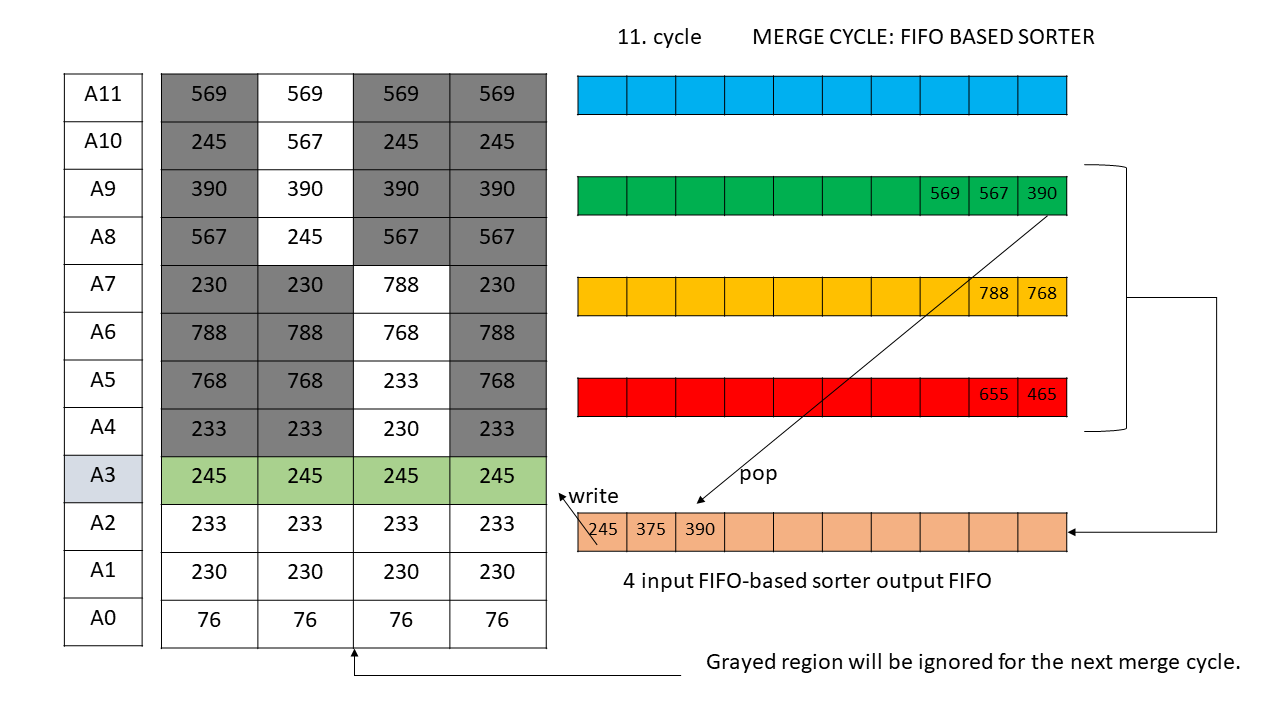 11. cycle MERGE CYCLE: FIFO BASED SORTER
A11 569 569 569 569
A10 245 567 245 245
A9 390 390 390 390
569 567 390
A8 567 245 567 567
A7 230 230 788 230
788 768
A6 788 788 768 788
A5 768 768 233 768
655 465
A4 233 233 230 233
A3 245 245 245 245
pop
write
A2 233 233 233 233
245 375 390
A1 230 230 230 230
4 input FIFO-based sorter output FIFO
A0 76 76 76 76
Grayed region will be ignored for the next merge cycle.